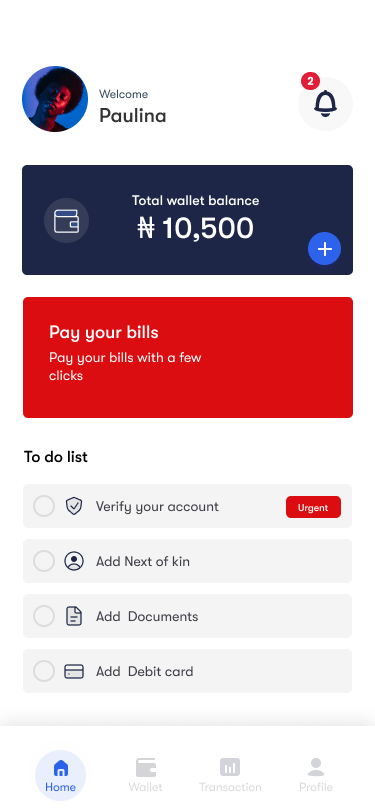 Welcome
Paulina
2
Total wallet balance
₦ 10,500
Pay your bills
Pay your bills with a few
clicks
To do list
Verify your account
Urgent
Add Next of kin
Add Documents
Add Debit card
Home
Wallet
Transaction
Profile